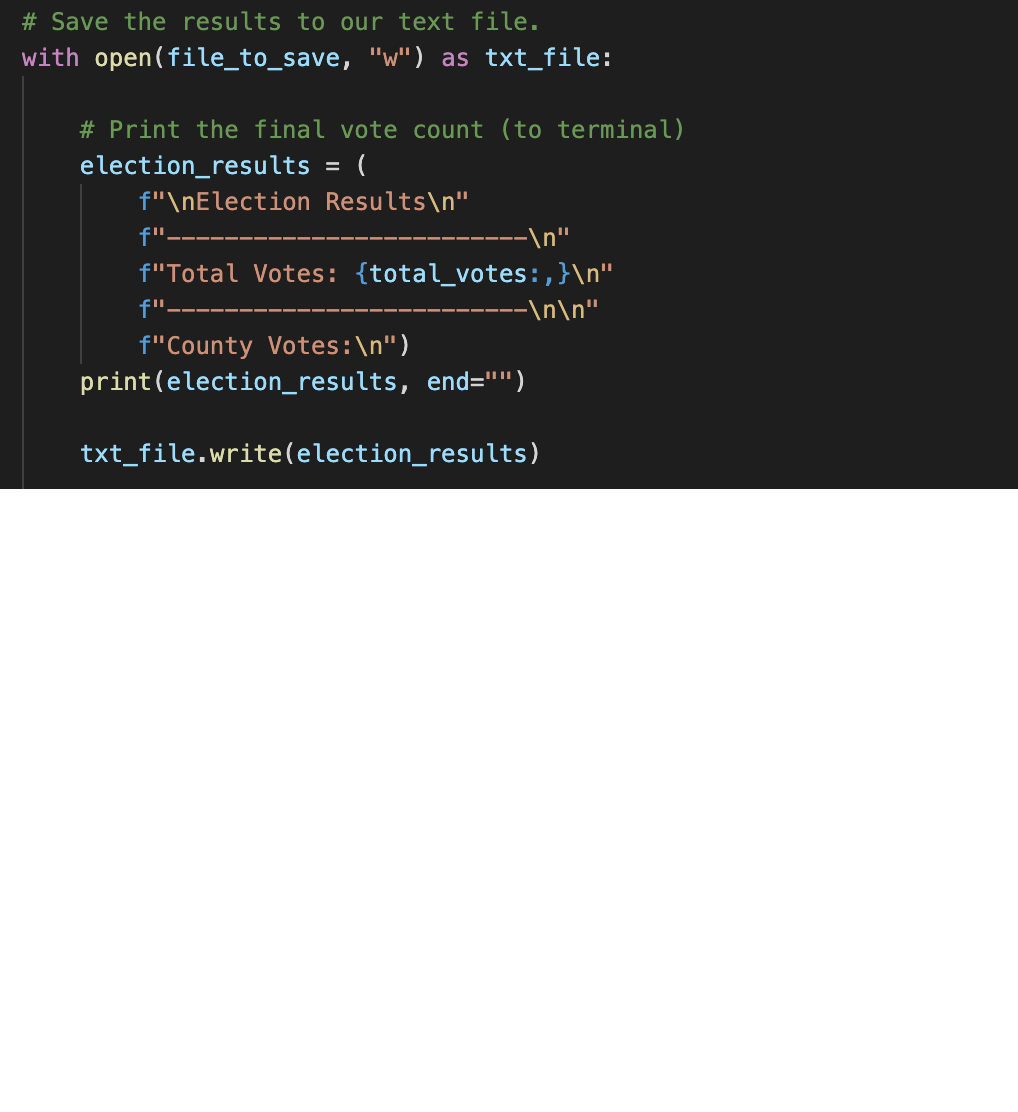 # Save the results to our text file.
with open(file_to_save, "w") as txt_file:
# Print the final vote count (to terminal)
election_results = (
f"\nElection Results\n"
f"-------------------------\n"
f"Total Votes: {total_votes:,}\n"
f"-------------------------\n\n"
f"County Votes:\n")
print(election_results, end="")
txt_file.write(election_results)